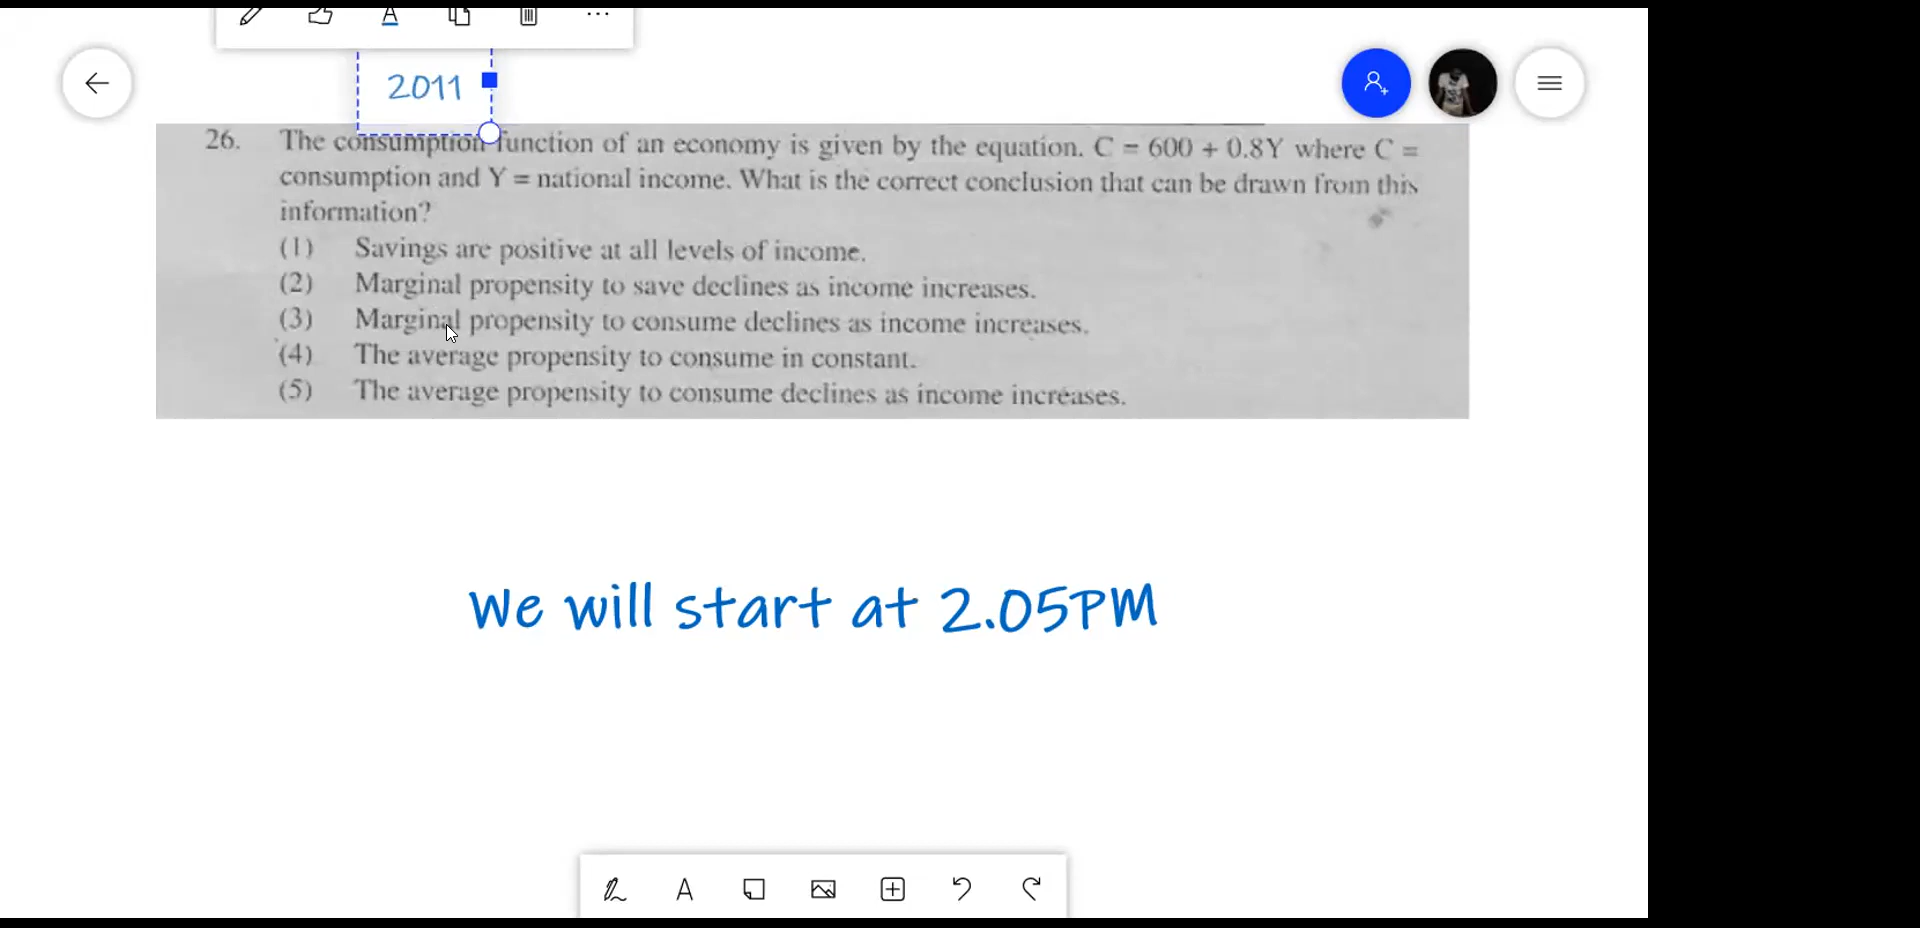 2011
26. The consumption function of an economy is given by the equation. C = 600 + 0.8Y where C =
consumption and Y = national income. What is the correct conclusion that can be drawn from this
information?
(1) Savings are positive at all levels of income.
(2) Marginal propensity to save declines as income increases.
(3) Marginal propensity to consume declines as income increases.
(4) The average propensity to consume in constant.
(5) The average propensity to consume declines as income increases.
We will start at 2.05PM